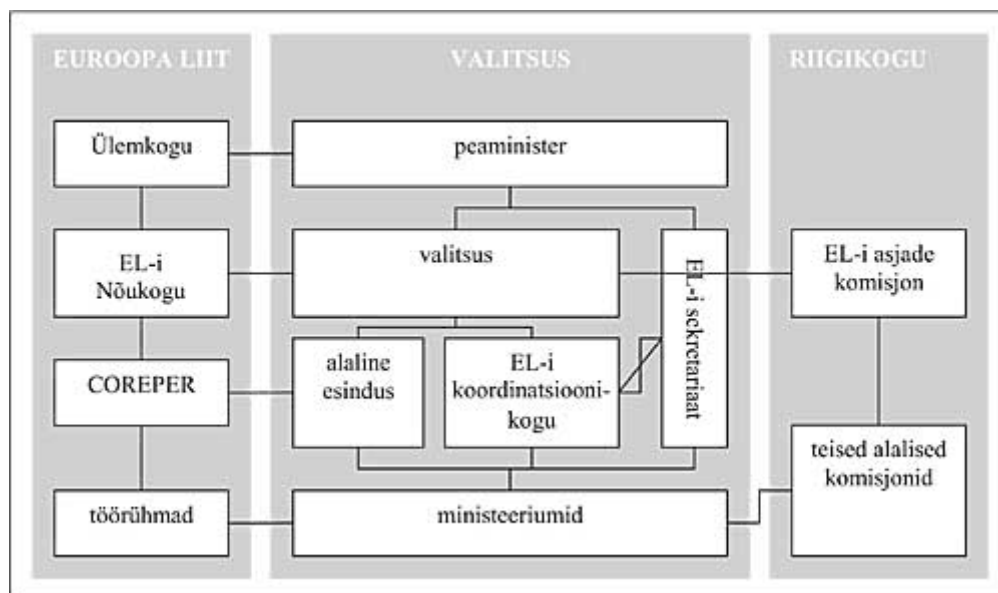 EUROOPA LIIT
VALITSUS
RIIGIKOGU
Ülemkogu
peaminister
EL-i
Nõukogu
valitsus
EL-i sekretariaat
EL-i asjade
komisjon
COREPER
alaline
esindus
EL-i
koordinatsiooni-
kogu
teised alalised
komisjonid
töörühmad
ministeeriumid